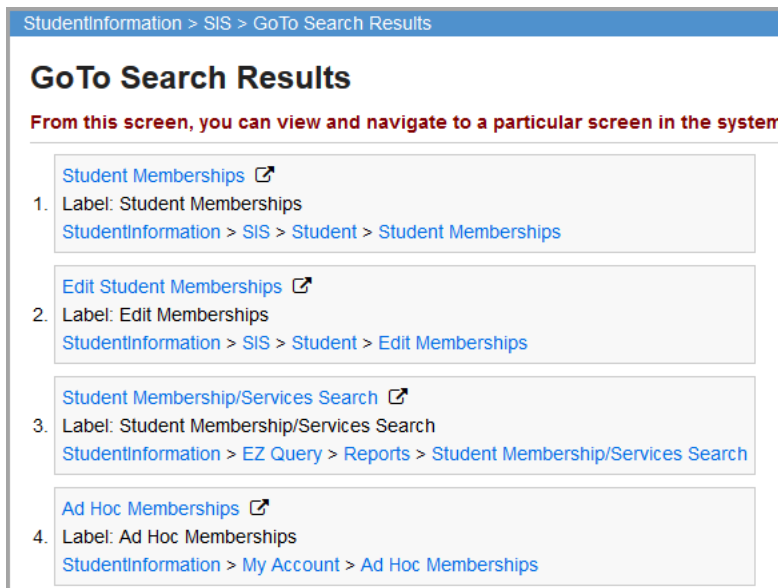 StudentInformation > SIS > GoTo Search Results
GoTo Search Results
From this screen, you can view and navigate to a particular screen in the system
Student Memberships
1. Label: Student Memberships
StudentInformation > SIS > Student > Student Memberships
Edit Student Memberships
2. Label: Edit Memberships
StudentInformation > SIS > Student > Edit Memberships
Student Membership/Services Search
3. Label: Student Membership/Services Search
StudentInformation > EZ Query > Reports > Student Membership/Services Search
Ad Hoc Memberships
4. Label: Ad Hoc Memberships
StudentInformation > My Account > Ad Hoc Memberships